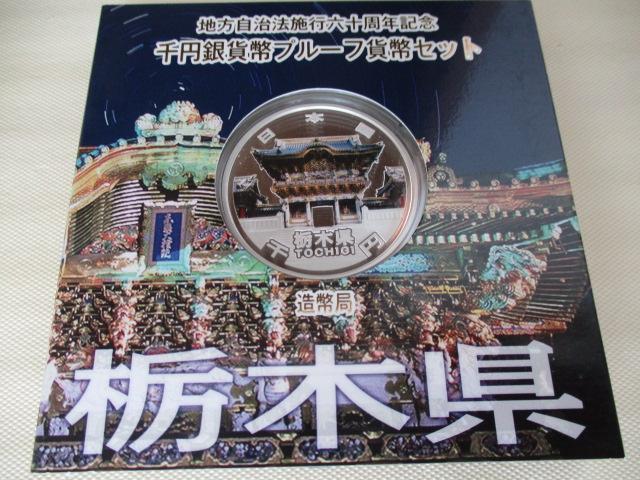 地方自治法施行六十周年記念
千円銀貨幣プルーフ貨幣セット
日本国
栃木県
TOCHIGI
千円
造幣局
栃木県